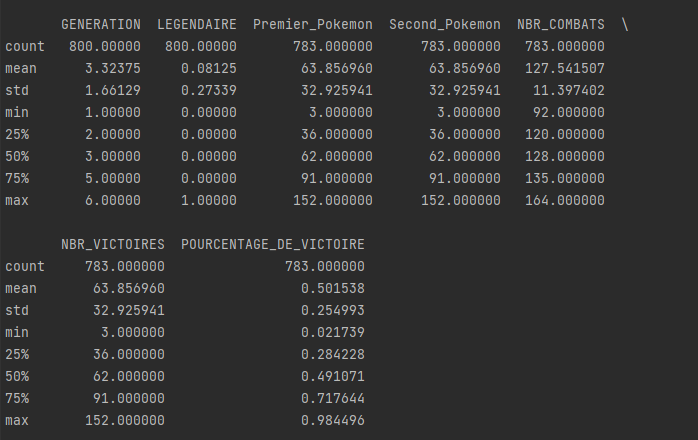 GENERATION LEGENDAIRE Premier_Pokemon Second_Pokemon NBR_COMBATS \
count 800.00000 800.00000 783.000000 783.000000 783.000000
mean 3.32375 0.08125 63.856960 63.856960 127.541507
std 1.66129 0.27339 32.925941 32.925941 11.397402
min 1.00000 0.00000 3.000000 3.000000 92.000000
25% 2.00000 0.00000 36.000000 36.000000 120.000000
50% 3.00000 0.00000 62.000000 62.000000 128.000000
75% 5.00000 0.00000 91.000000 91.000000 135.000000
max 6.00000 1.00000 152.000000 152.000000 164.000000
NBR_VICTOIRES POURCENTAGE_DE_VICTOIRE
count 783.000000 783.000000
mean 63.856960 0.501538
std 32.925941 0.254993
min 3.000000 0.021739
25% 36.000000 0.284228
50% 62.000000 0.491071
75% 91.000000 0.717644
max 152.000000 0.984496